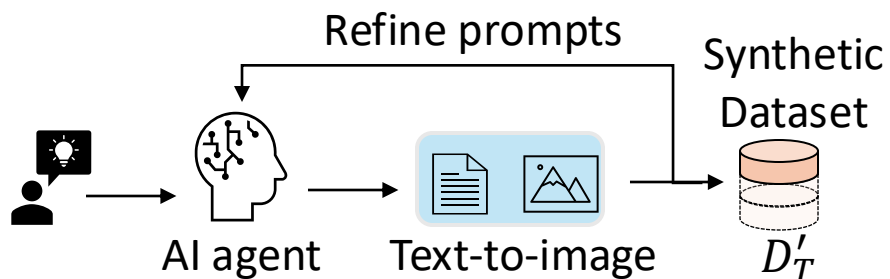 Refine prompts
Synthetic
Dataset
AI agent
Text-to-image
D′_T